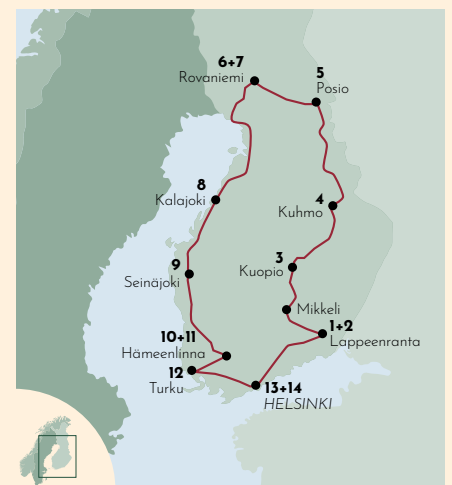 6+7
Rovaniemi
5
Posio
8
Kalajoki
4
Kuhmo
3
Kuopio
9
Seinäjoki
Mikkeli
1+2
Lappeenranta
10+11
Hämeenlinna
12
Turku
13+14
HELSINKI